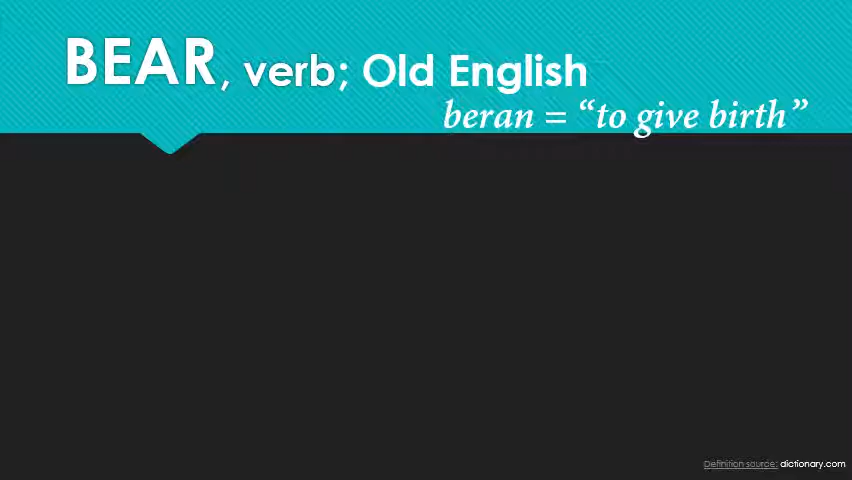 BEAR, verb; Old English
beran = “to give birth”
Definition source: dictionary.com